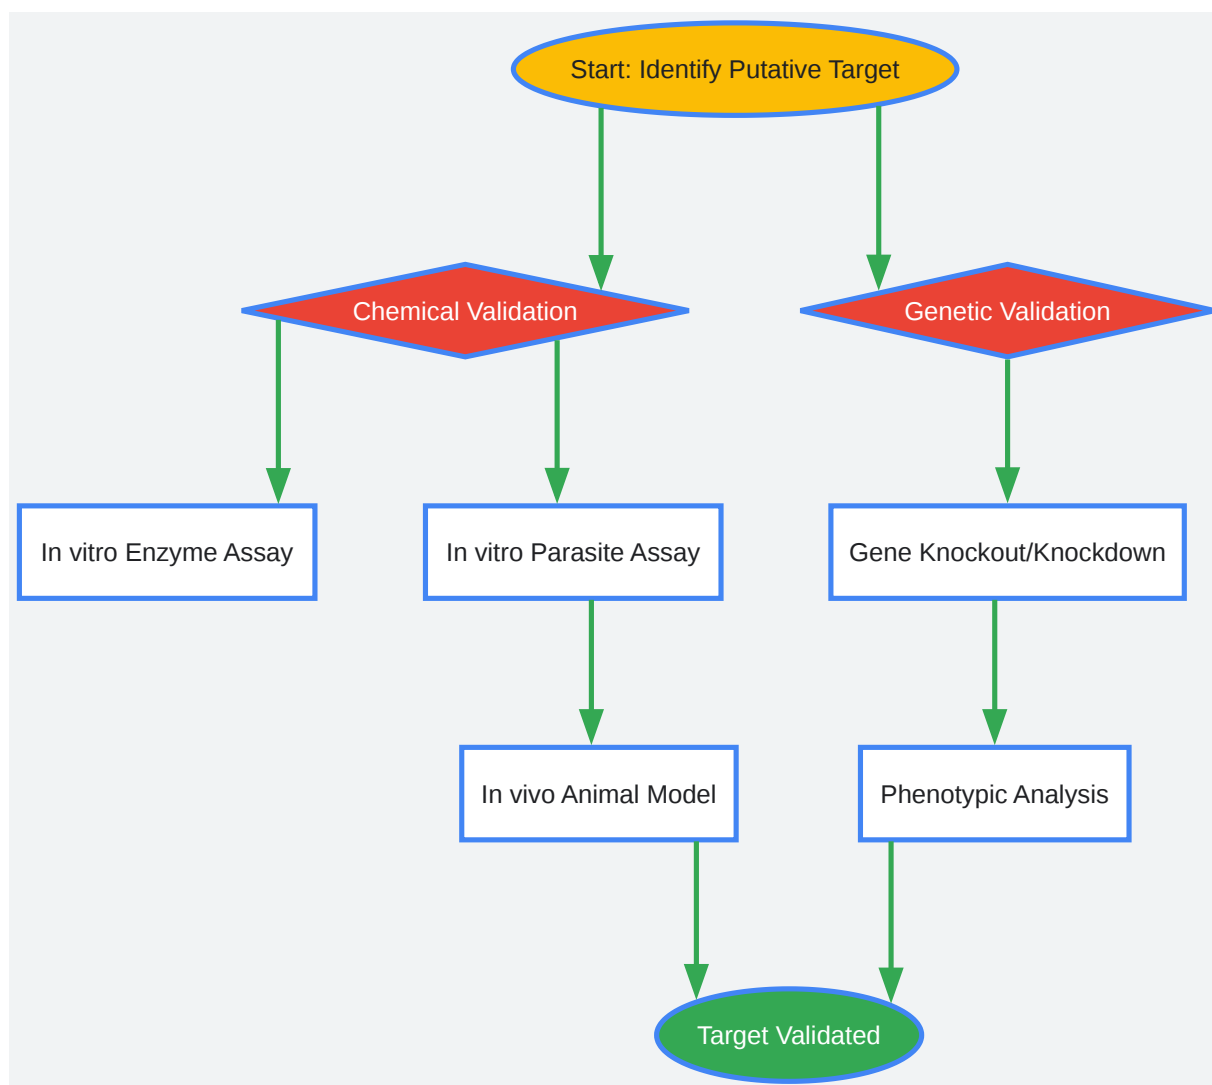 Start: Identify Putative Target
Chemical Validation
Genetic Validation
In vitro Enzyme Assay
In vitro Parasite Assay
Gene Knockout/Knockdown
In vivo Animal Model
Phenotypic Analysis
Target Validated